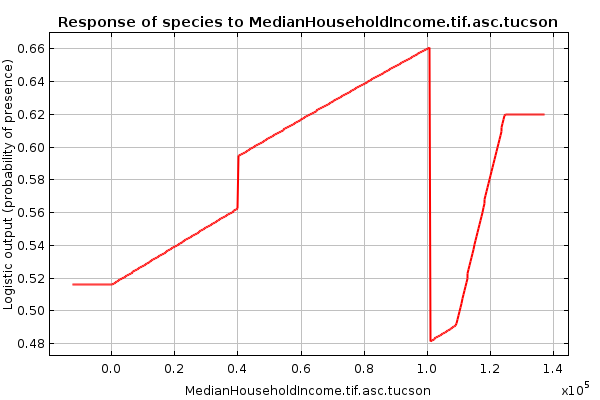 Response of species to MedianHouseholdIncome.tif.asc.tucson
Logistic output (probability of presence)
0.66
0.64
0.62
0.60
0.58
0.56
0.54
0.52
0.50
0.48
0.0 0.2 0.4 0.6 0.8 1.0 1.2 1.4
MedianHouseholdIncome.tif.asc.tucson
x10⁵